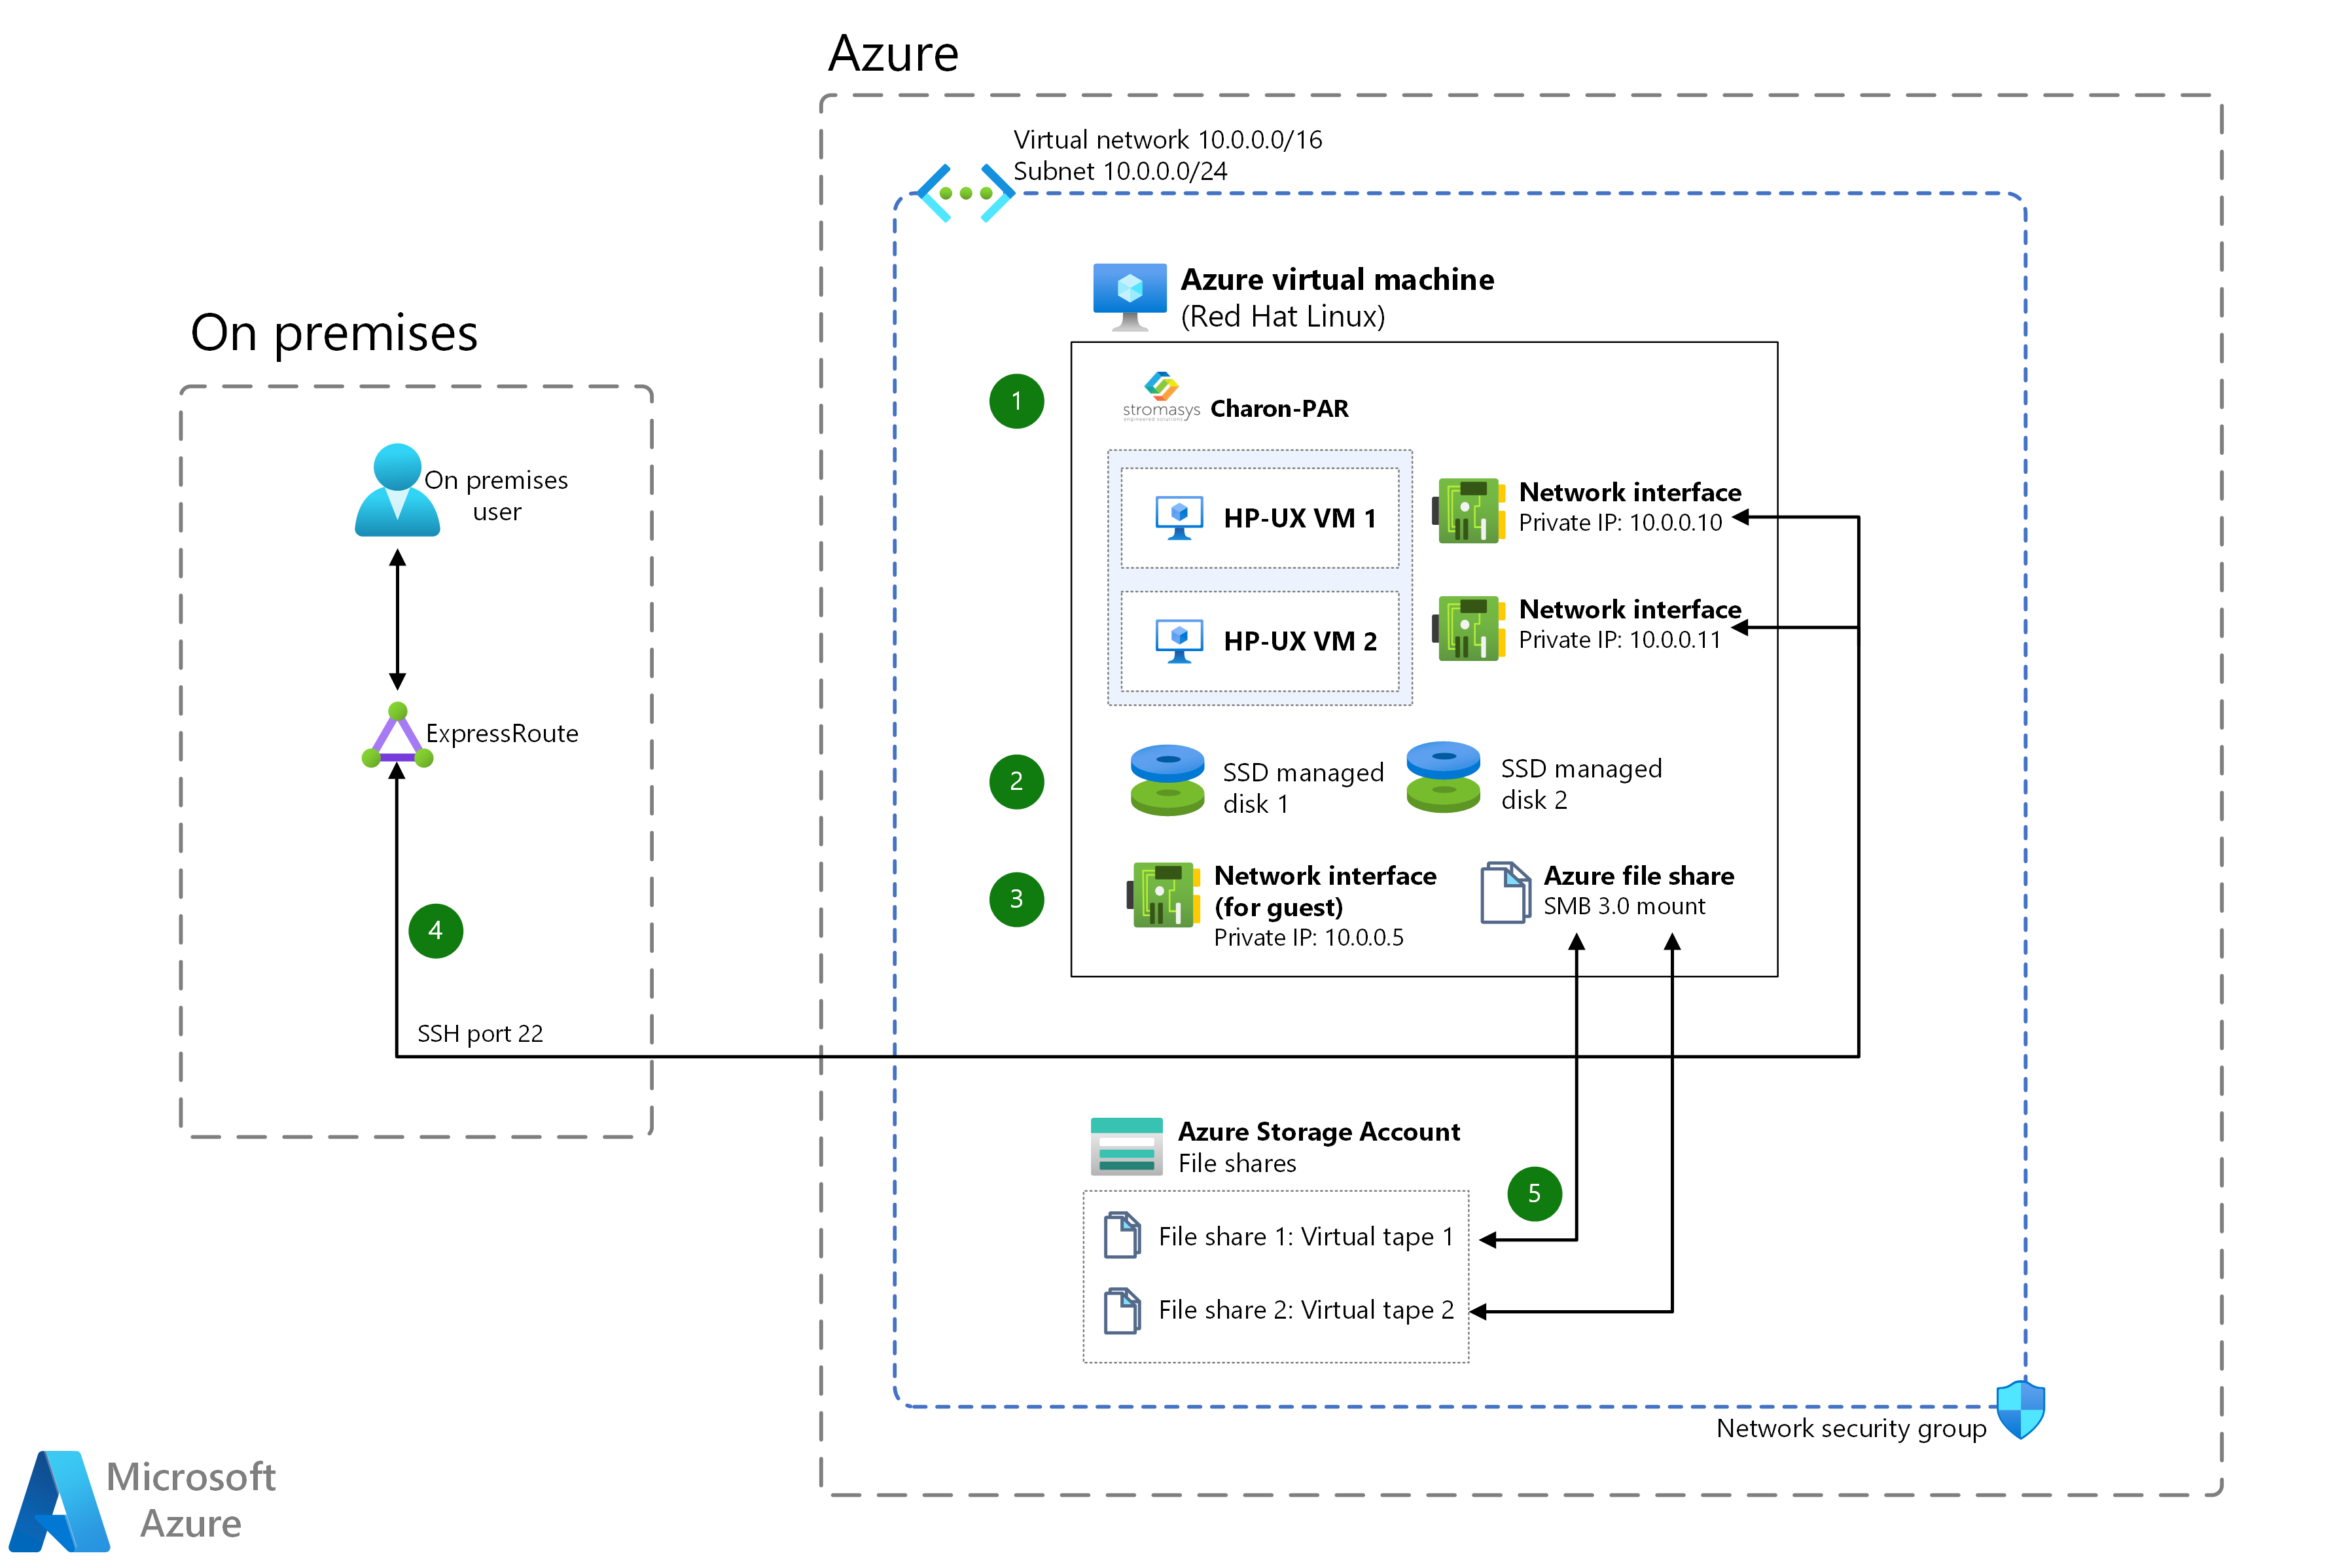 Azure
Virtual network 10.0.0.0/16
Subnet 10.0.0.0/24
Azure virtual machine
(Red Hat Linux)
On premises
On premises
user
ExpressRoute
4
SSH port 22
1
stromasys
engineered solutions
Charon-PAR
HP-UX VM 1
Network interface
Private IP: 10.0.0.10
HP-UX VM 2
Network interface
Private IP: 10.0.0.11
2
SSD managed
disk 1
SSD managed
disk 2
3
Network interface
(for guest)
Private IP: 10.0.0.5
Azure file share
SMB 3.0 mount
Azure Storage Account
File shares
5
File share 1: Virtual tape 1
File share 2: Virtual tape 2
Network security group
Microsoft
Azure